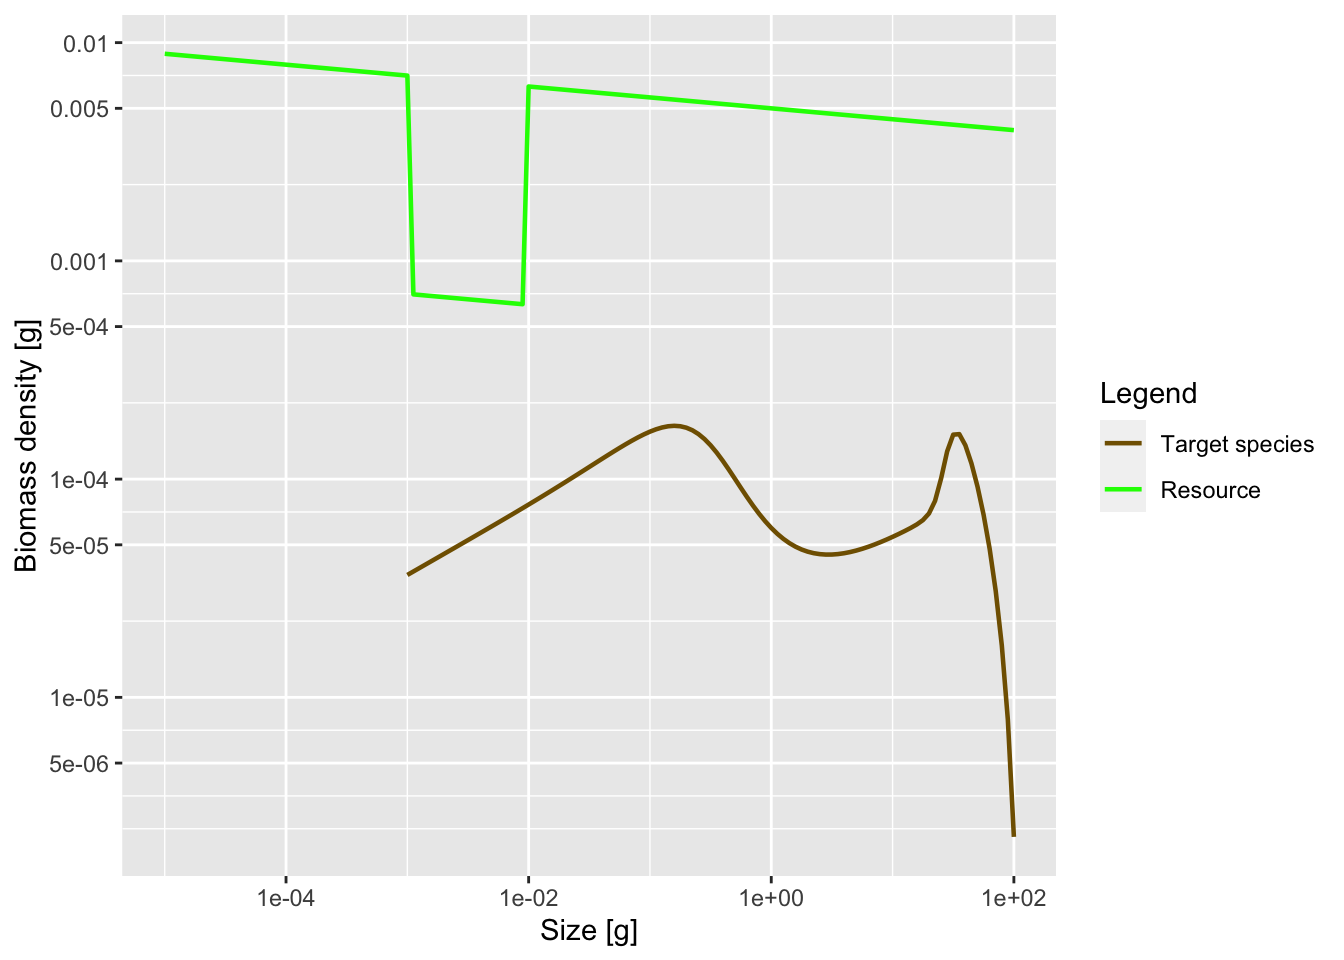 0.01
0.005
0.001
5e-04
1e-04
5e-05
1e-05
5e-06
Biomass density [g]
1e-04 1e-02 1e+00 1e+02
Size [g]
Legend
Target species
Resource